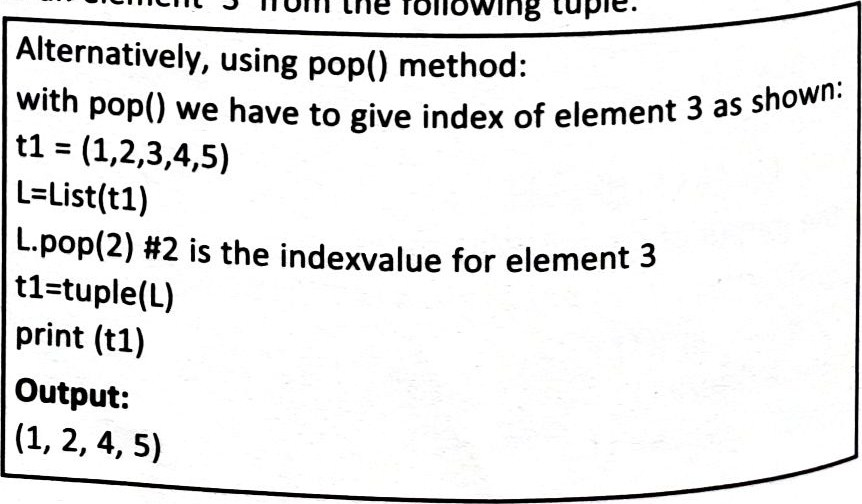 element 3 from the following tuple.
Alternatively, using pop() method:
with pop() we have to give index of element 3 as shown:
t1 = (1,2,3,4,5)
L=List(t1)
L.pop(2) #2 is the indexvalue for element 3
t1=tuple(L)
print (t1)
Output:
(1, 2, 4, 5)